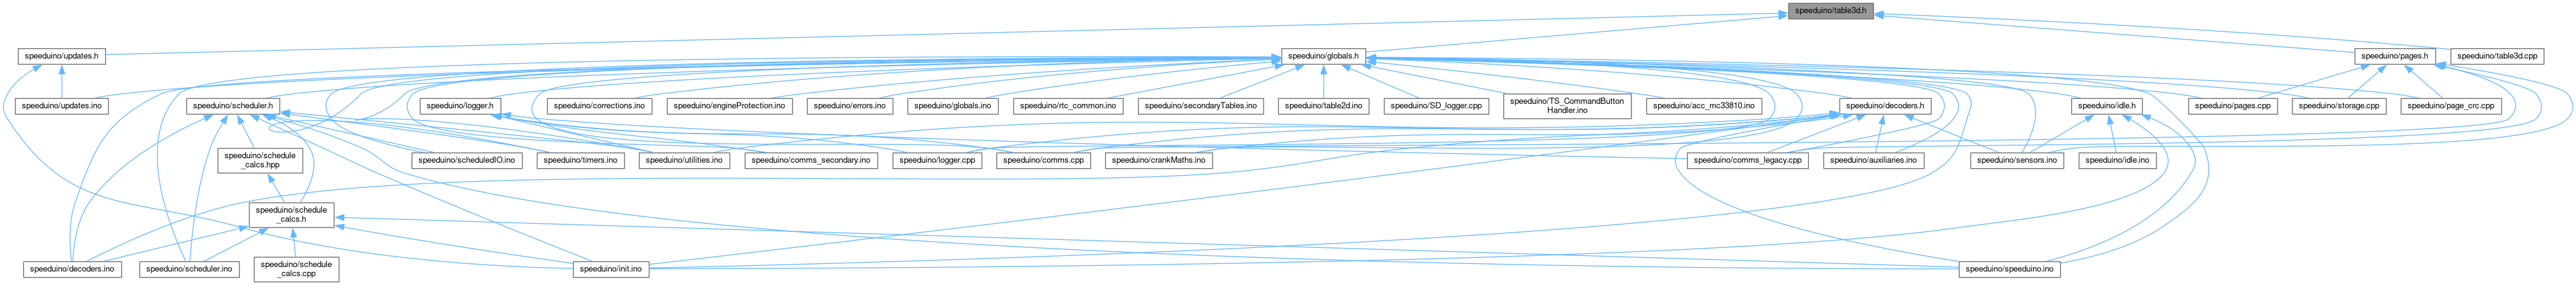 speeduino/table3d.h
speeduino/updates.h
speeduino/globals.h
speeduino/pages.h
speeduino/table3d.cpp
speeduino/updates.ino
speeduino/scheduler.h
speeduino/logger.h
speeduino/corrections.ino
speeduino/engineProtection.ino
speeduino/errors.ino
speeduino/globals.ino
speeduino/rtc_common.ino
speeduino/secondaryTables.ino
speeduino/table2d.ino
speeduino/SD_logger.cpp
speeduino/TS_CommandButton
Handler.ino
speeduino/acc_mc33810.ino
speeduino/decoders.h
speeduino/idle.h
speeduino/pages.cpp
speeduino/storage.cpp
speeduino/page_crc.cpp
speeduino/schedule
_calcs.hpp
speeduino/scheduledIO.ino
speeduino/timers.ino
speeduino/utilities.ino
speeduino/comms_secondary.ino
speeduino/logger.cpp
speeduino/comms.cpp
speeduino/crankMaths.ino
speeduino/comms_legacy.cpp
speeduino/auxiliaries.ino
speeduino/sensors.ino
speeduino/idle.ino
speeduino/schedule
_calcs.h
speeduino/decoders.ino
speeduino/scheduler.ino
speeduino/schedule
_calcs.cpp
speeduino/init.ino
speeduino/speeduino.ino